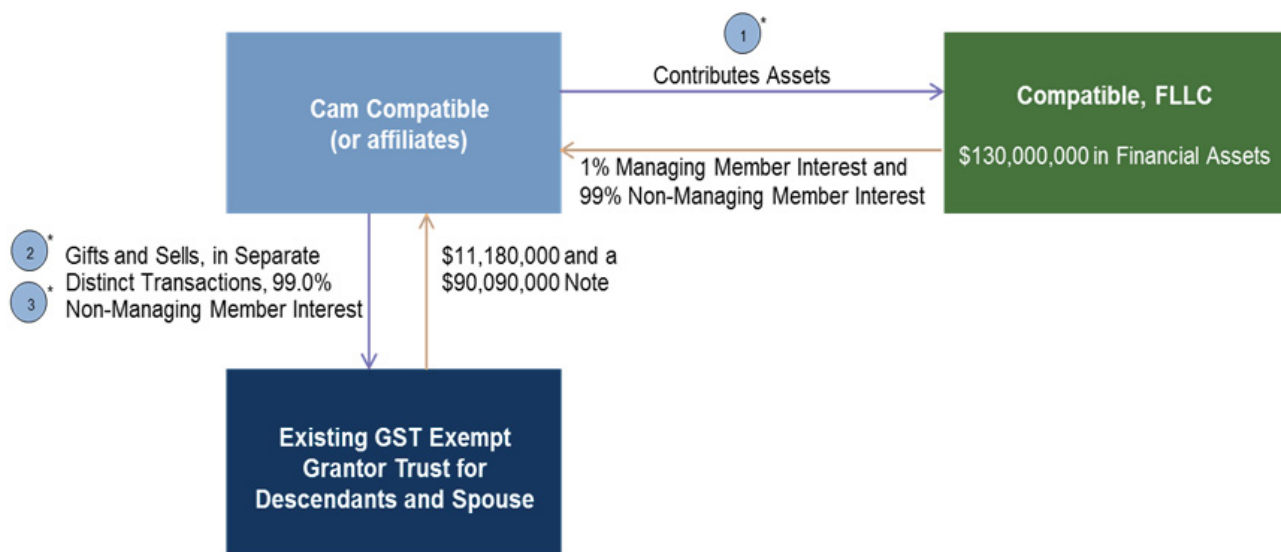 1 *
Contributes Assets
Cam Compatible
(or affiliates)
Compatible, FLLC
$130,000,000 in Financial Assets
1% Managing Member Interest and
99% Non-Managing Member Interest
2 *
3 *
Gifts and Sells, in Separate
Distinct Transactions, 99.0%
Non-Managing Member Interest
$11,180,000 and a
$90,090,000 Note
Existing GST Exempt
Grantor Trust for
Descendants and Spouse